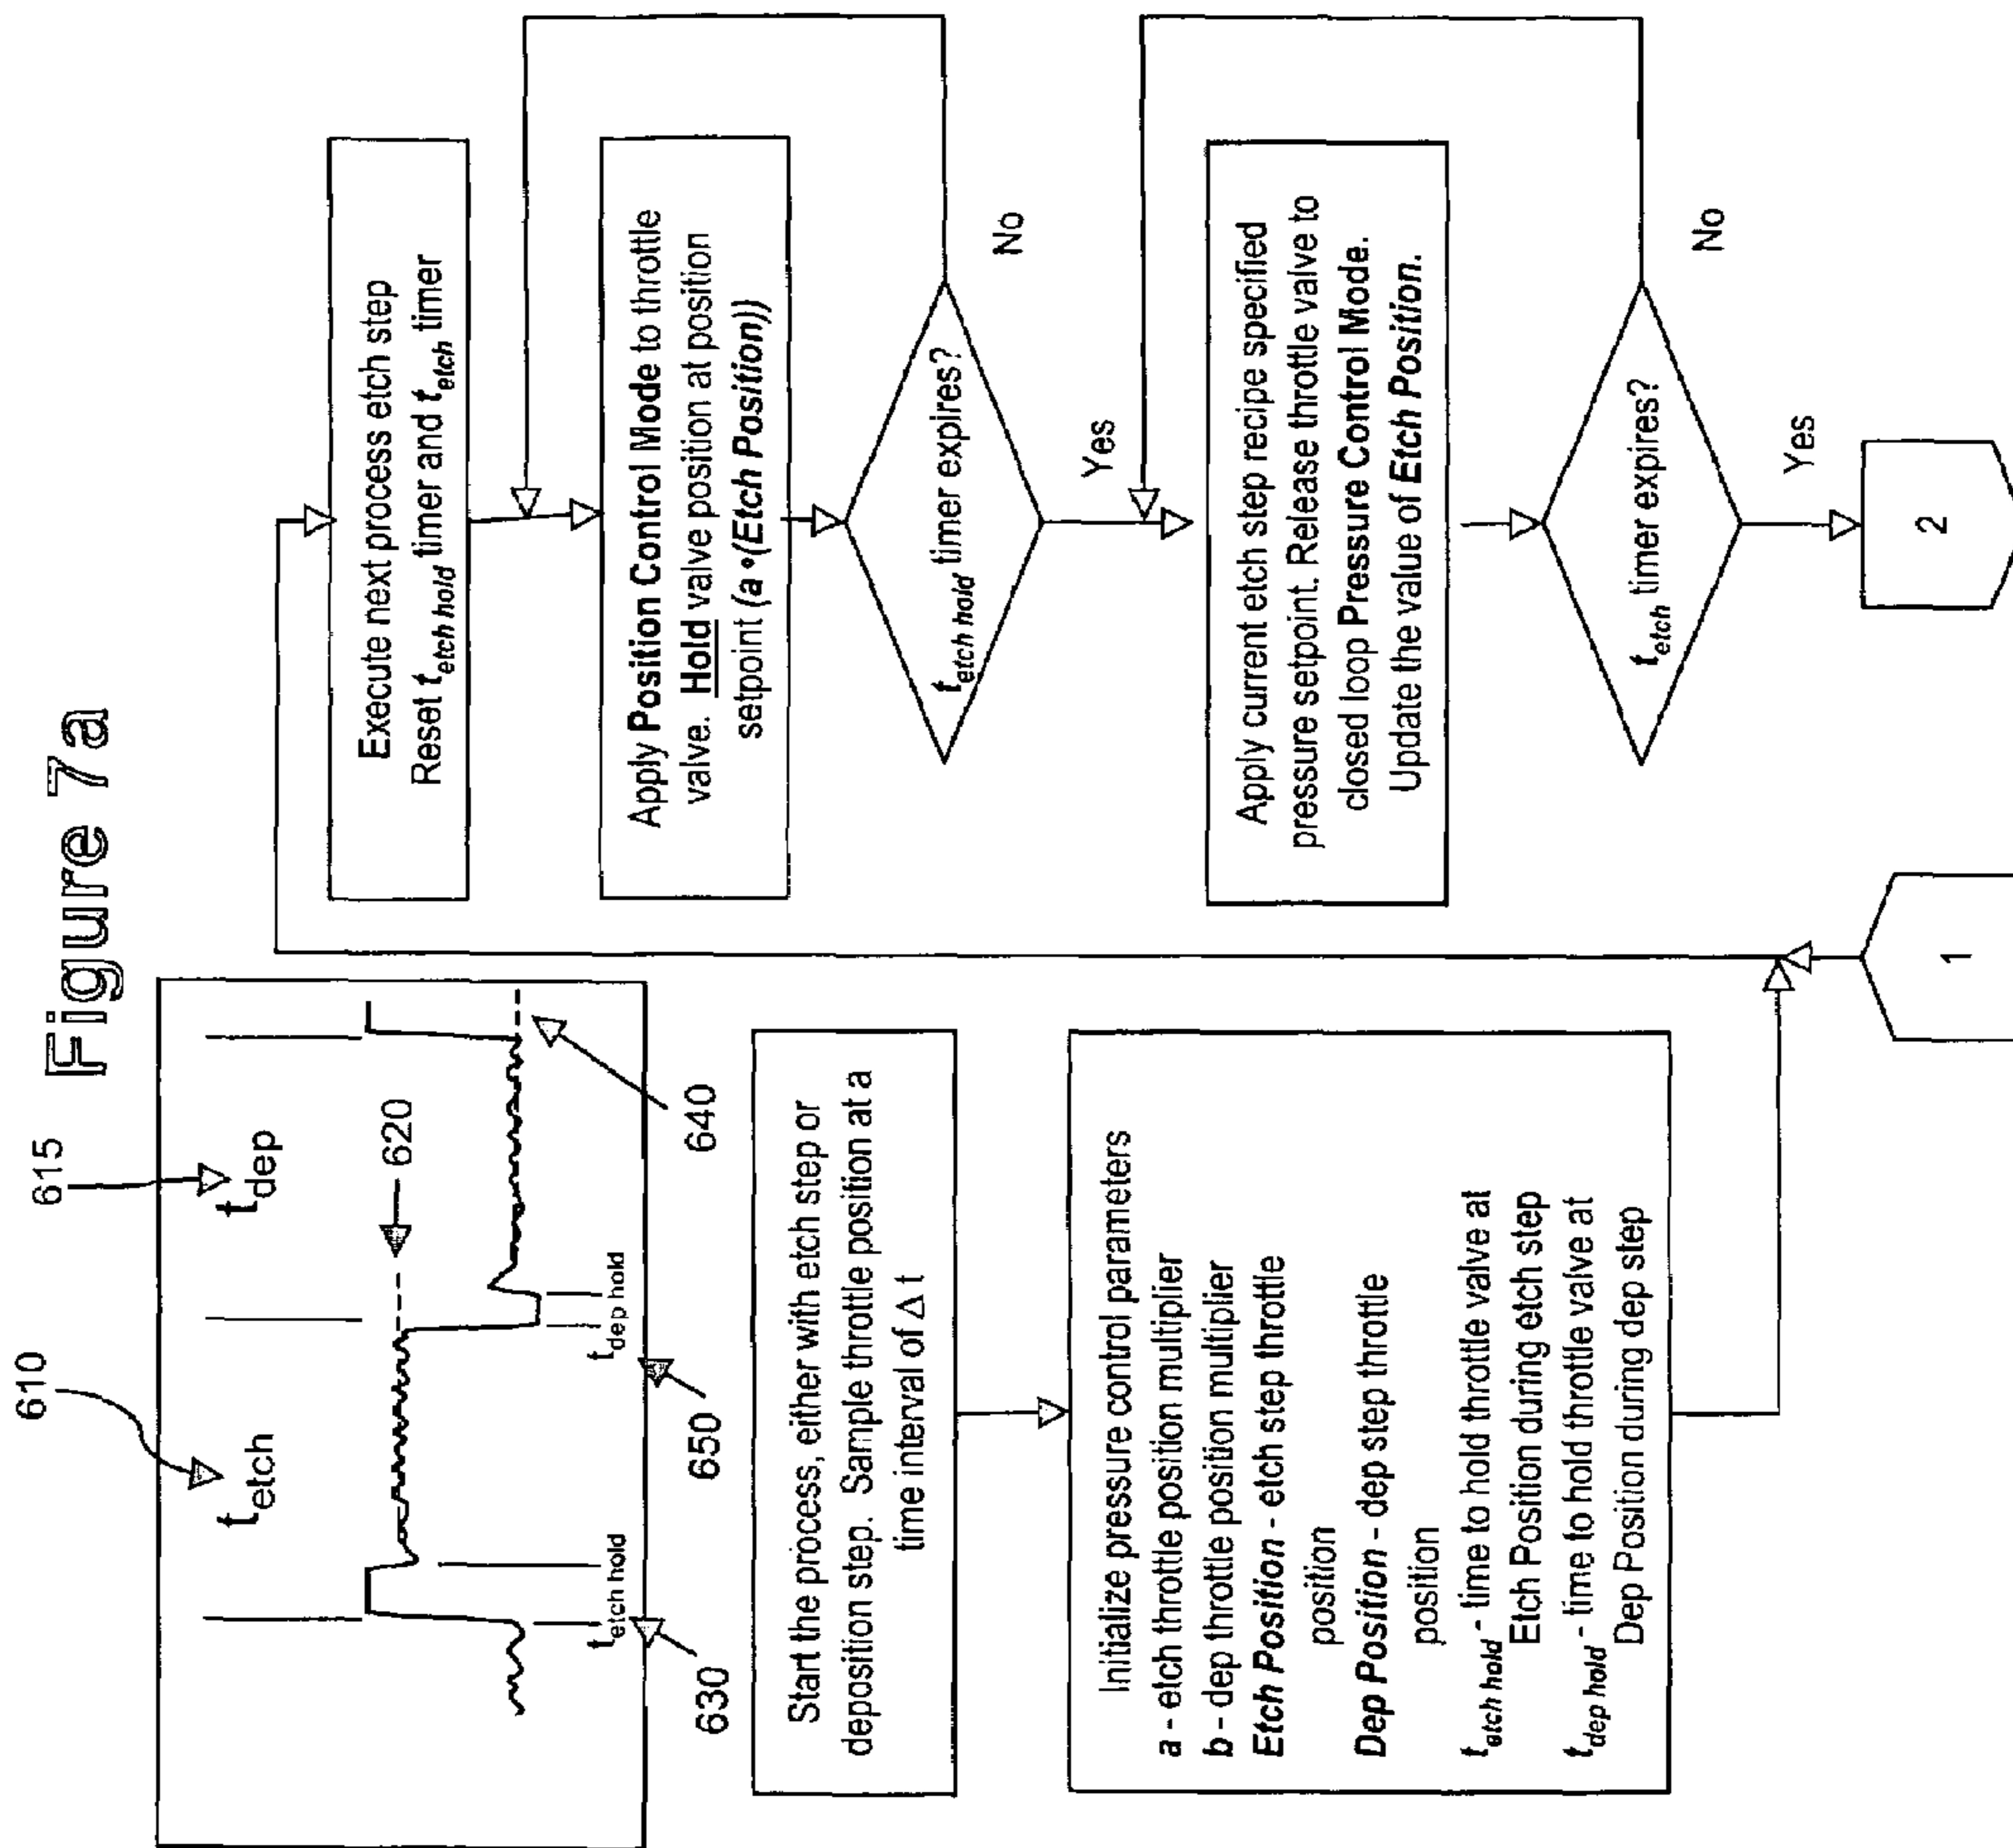 Figure 7a
610
615
t_etch
t_dep
620
t_etch hold
t_dep hold
630
650
640
Start the process, either with etch step or
deposition step. Sample throttle position at a
time interval of Δ t
Initialize pressure control parameters
a - etch throttle position multiplier
b - dep throttle position multiplier
Etch Position - etch step throttle
position
Dep Position - dep step throttle
position
t_etch hold - time to hold throttle valve at
Etch Position during etch step
t_dep hold - time to hold throttle valve at
Dep Position during dep step
1
Execute next process etch step
Reset t_etch hold timer and t_etch timer
Apply Position Control Mode to throttle
valve. Hold valve position at position
setpoint (a •(Etch Position))
t_etch hold timer expires?
No
Yes
Apply current etch step recipe specified
pressure setpoint. Release throttle valve to
closed loop Pressure Control Mode.
Update the value of Etch Position.
t_etch timer expires?
No
Yes
2